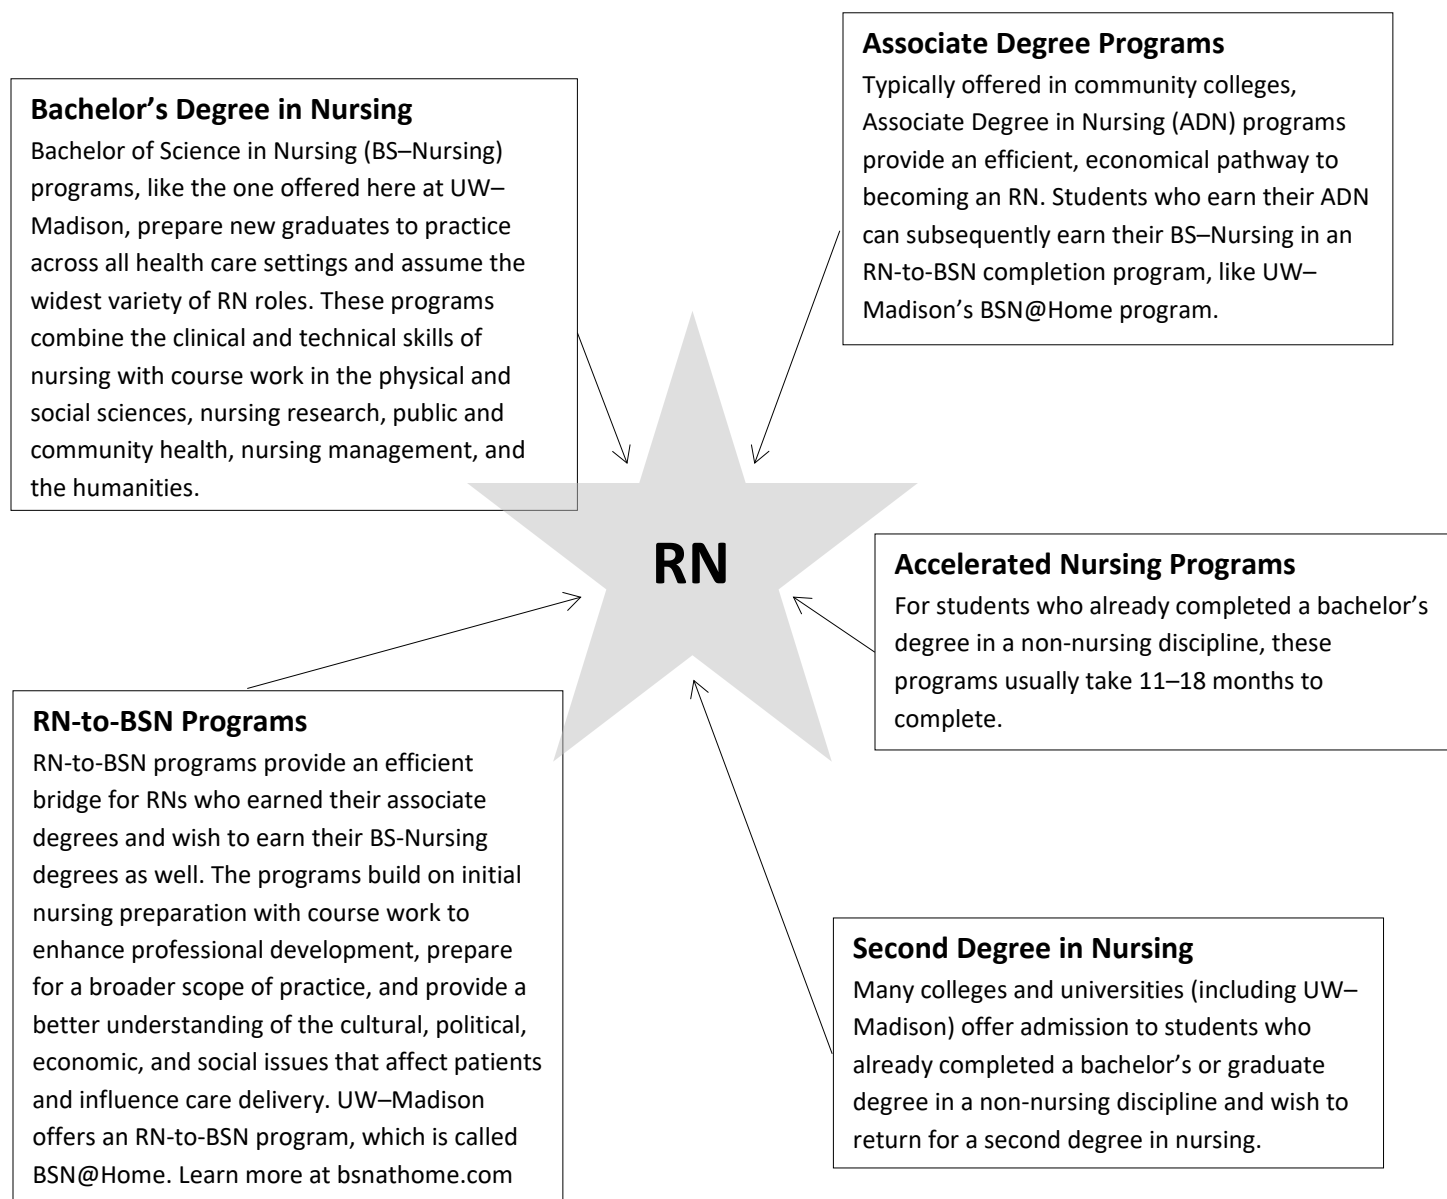 Bachelor’s Degree in Nursing
Bachelor of Science in Nursing (BS–Nursing)
programs, like the one offered here at UW–
Madison, prepare new graduates to practice
across all health care settings and assume the
widest variety of RN roles. These programs
combine the clinical and technical skills of
nursing with course work in the physical and
social sciences, nursing research, public and
community health, nursing management, and
the humanities.
Associate Degree Programs
Typically offered in community colleges,
Associate Degree in Nursing (ADN) programs
provide an efficient, economical pathway to
becoming an RN. Students who earn their ADN
can subsequently earn their BS–Nursing in an
RN-to-BSN completion program, like UW–
Madison’s BSN@Home program.
RN
Accelerated Nursing Programs
For students who already completed a bachelor’s
degree in a non-nursing discipline, these
programs usually take 11–18 months to
complete.
RN-to-BSN Programs
RN-to-BSN programs provide an efficient
bridge for RNs who earned their associate
degrees and wish to earn their BS-Nursing
degrees as well. The programs build on initial
nursing preparation with course work to
enhance professional development, prepare
for a broader scope of practice, and provide a
better understanding of the cultural, political,
economic, and social issues that affect patients
and influence care delivery. UW–Madison
offers an RN-to-BSN program, which is called
BSN@Home. Learn more at bsnathome.com
Second Degree in Nursing
Many colleges and universities (including UW–
Madison) offer admission to students who
already completed a bachelor’s or graduate
degree in a non-nursing discipline and wish to
return for a second degree in nursing.